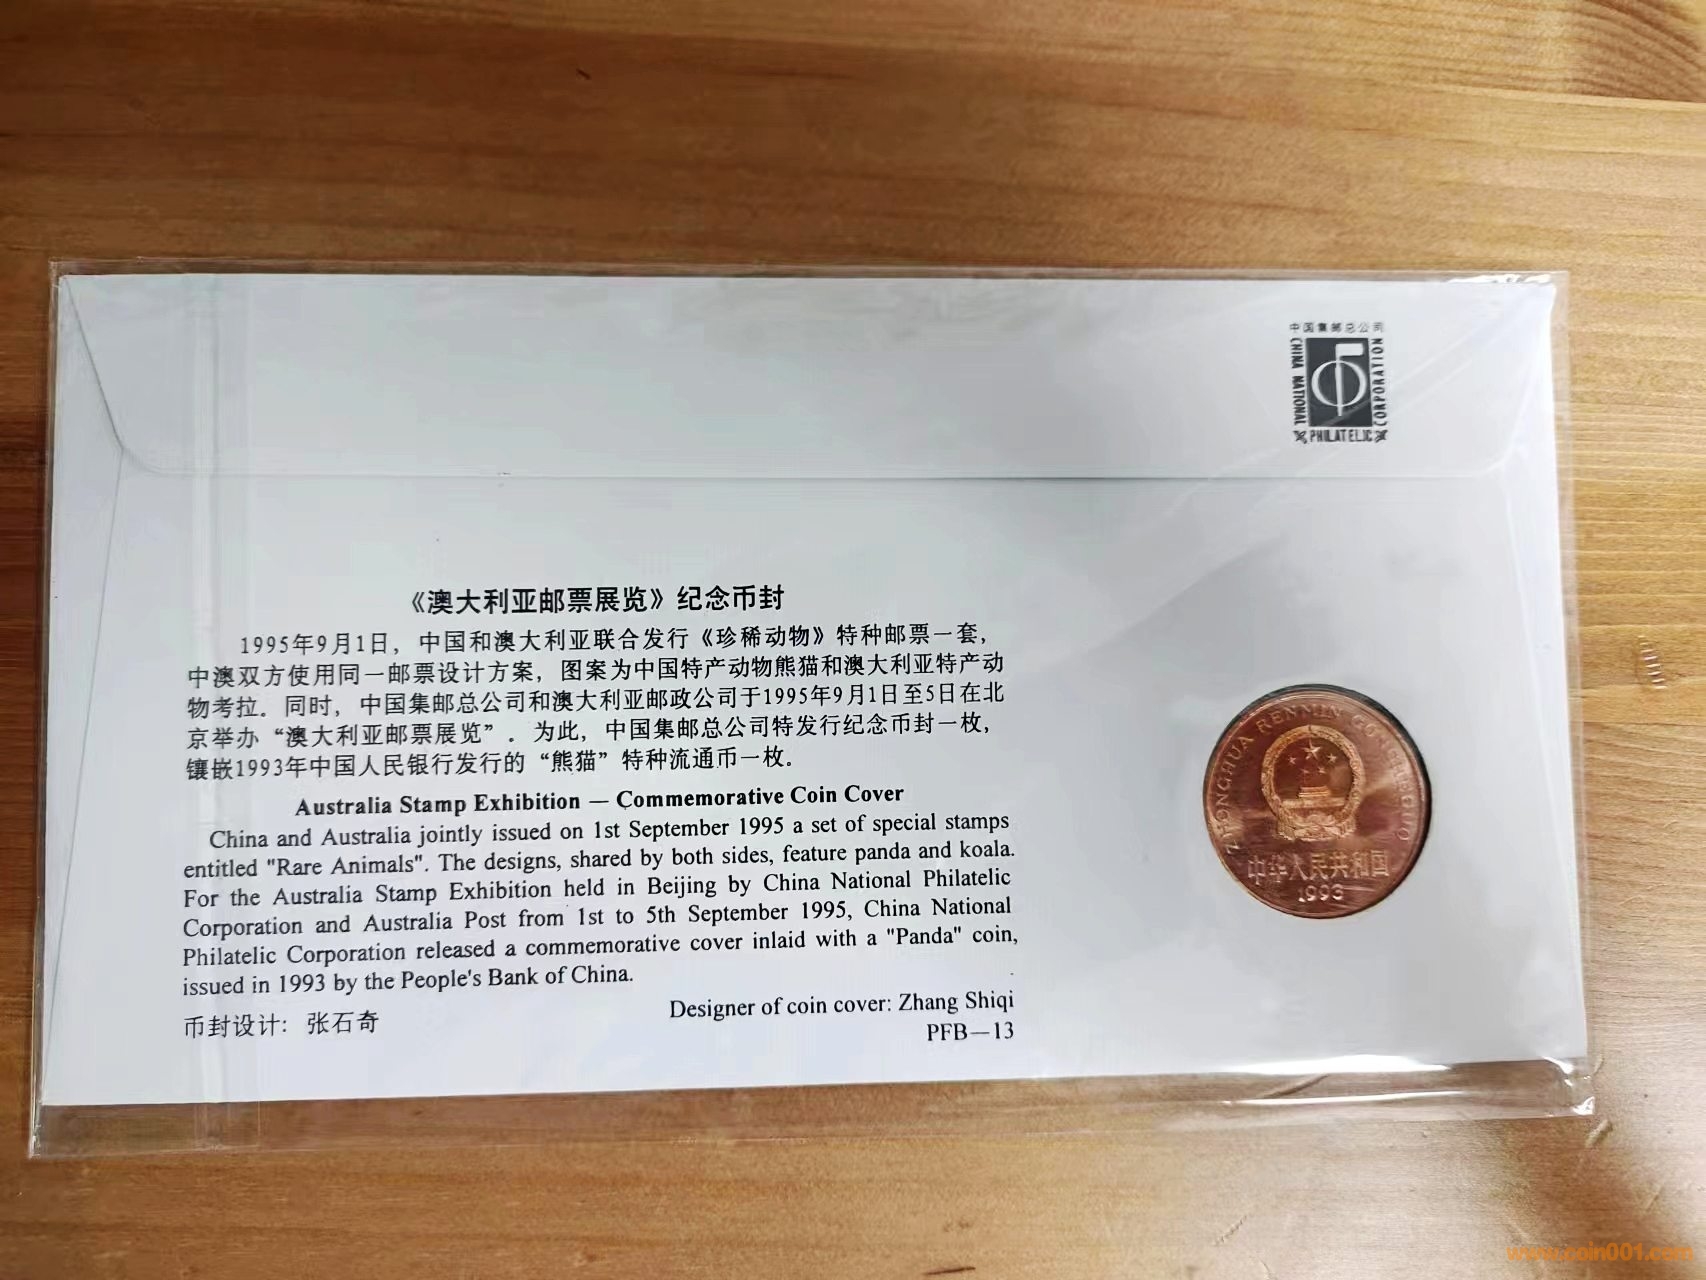 中国集邮总公司
CHINA NATIONAL
PHILATELIC
CORPORATION
《澳大利亚邮票展览》纪念币封
1995年9月1日，中国和澳大利亚联合发行《珍稀动物》特种邮票一套，
中澳双方使用同一邮票设计方案，图案为中国特产动物熊猫和澳大利亚特产动
物考拉．同时，中国集邮总公司和澳大利亚邮政公司于1995年9月1日至5日在北
京举办“澳大利亚邮票展览”．为此，中国集邮总公司特发行纪念币封一枚，
镶嵌1993年中国人民银行发行的“熊猫”特种流通币一枚．
Australia Stamp Exhibition — Commemorative Coin Cover
China and Australia jointly issued on 1st September 1995 a set of special stamps
entitled "Rare Animals". The designs, shared by both sides, feature panda and koala.
For the Australia Stamp Exhibition held in Beijing by China National Philatelic
Corporation and Australia Post from 1st to 5th September 1995, China National
Philatelic Corporation released a commemorative cover inlaid with a "Panda" coin,
issued in 1993 by the People's Bank of China.
Designer of coin cover: Zhang Shiqi
币封设计：张石奇
PFB—13
ZHONGHUA RENMIN GONGHEGUO
中华人民共和国
1993
www.coin001.com